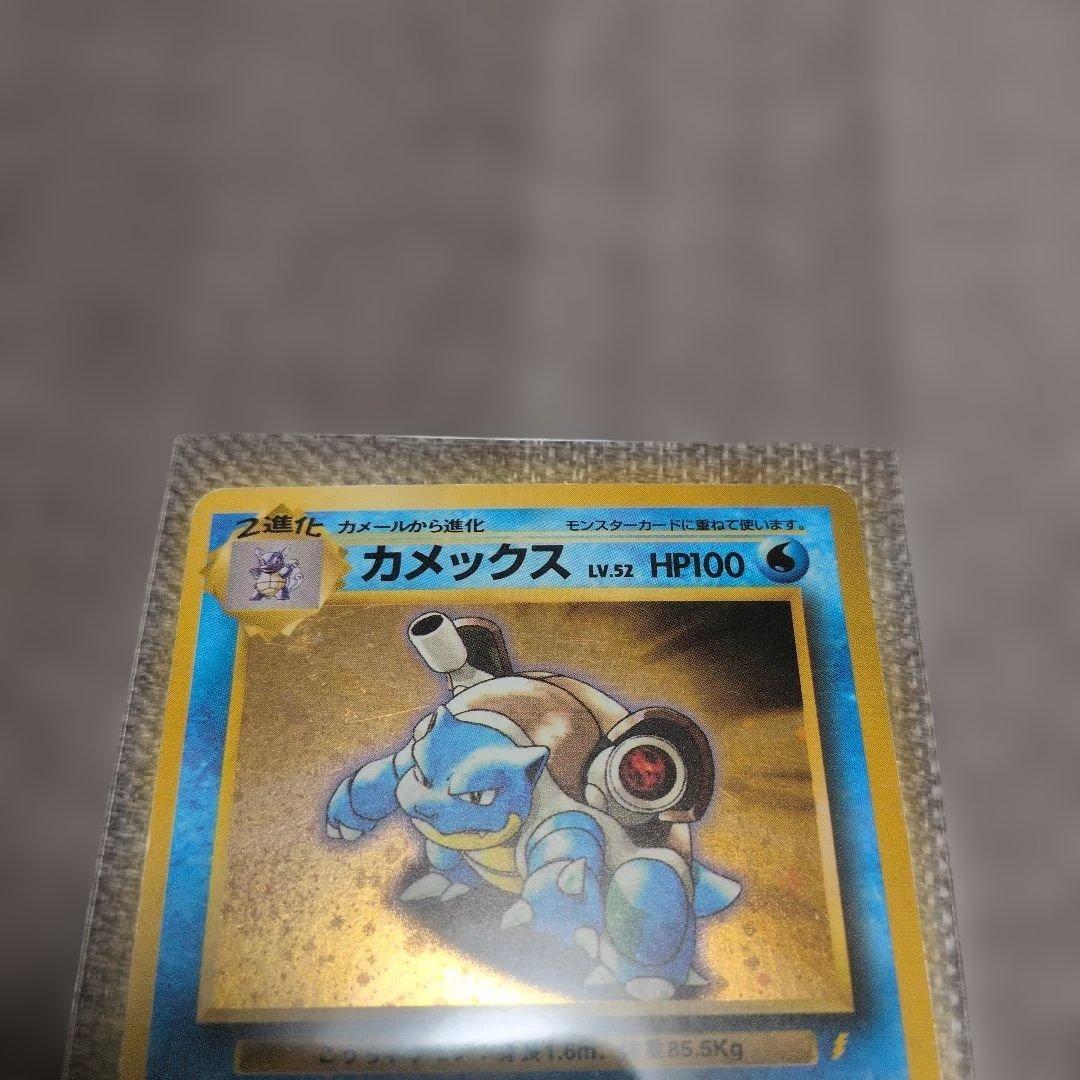 2進化 カメールから進化 モンスターカードに重ねて使います。
カメックス LV.52 HP100
1.6m 85.5Kg